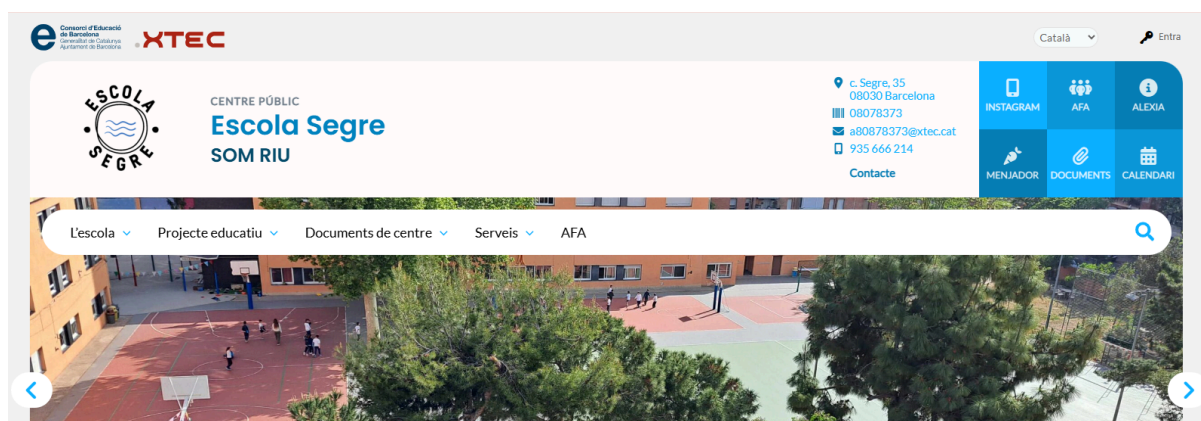 Consorci d'Educació
de Barcelona
Generalitat de Catalunya
Ajuntament de Barcelona
XTEC
Català
Entra
ESCOLA
SEGRE
CENTRE PÚBLIC
Escola Segre
SOM RIU
c. Segre, 35
08030 Barcelona
08078373
a80878373@xtec.cat
935 666 214
Contacte
INSTAGRAM
AFA
ALEXIA
MENJADOR
DOCUMENTS
CALENDARI
L'escola
Projecte educatiu
Documents de centre
Serveis
AFA